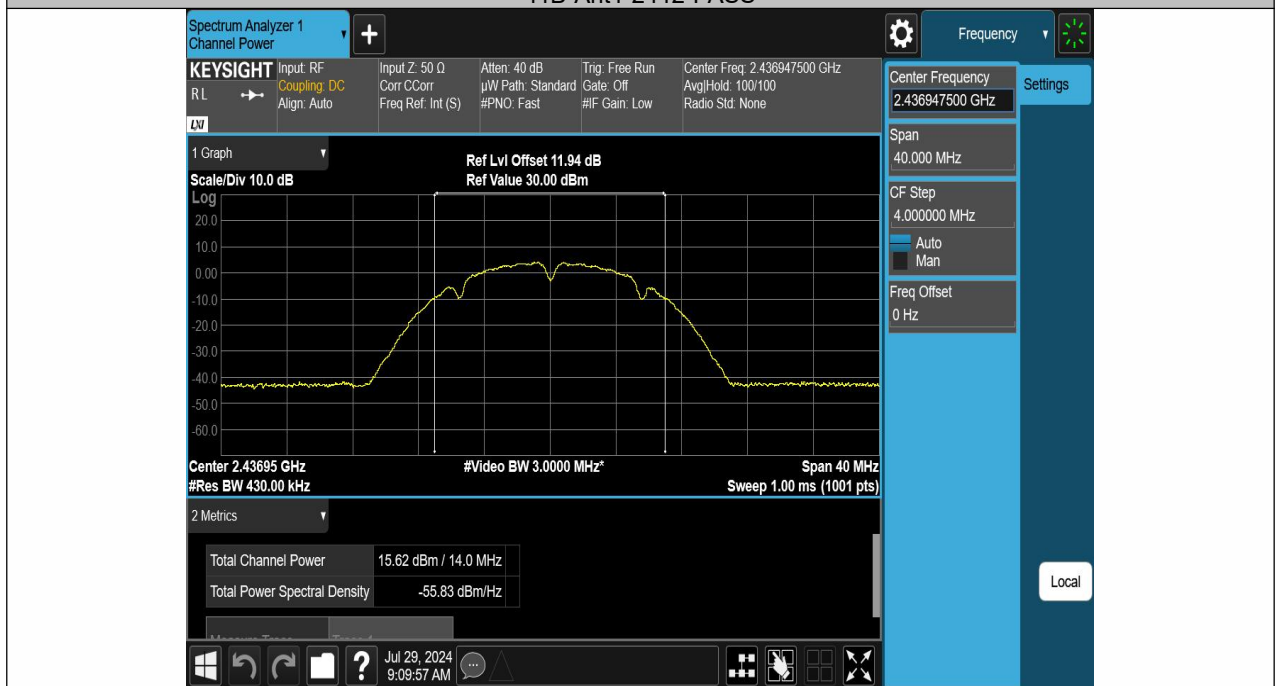 Spectrum Analyzer 1
Channel Power
+
Frequency
KEYSIGHT
RL
LXI
Input: RF
Coupling: DC
Align: Auto
Input Z: 50 Ω
Corr CCorr
Freq Ref: Int (S)
Atten: 40 dB
µW Path: Standard
#PNO: Fast
Trig: Free Run
Gate: Off
#IF Gain: Low
Center Freq: 2.436947500 GHz
Avg|Hold: 100/100
Radio Std: None
Center Frequency
2.436947500 GHz
Settings
Span
40.000 MHz
CF Step
4.000000 MHz
Auto
Man
Freq Offset
0 Hz
1 Graph
Scale/Div 10.0 dB
Ref Lvl Offset 11.94 dB
Ref Value 30.00 dBm
Log
20.0
10.0
0.00
-10.0
-20.0
-30.0
-40.0
-50.0
-60.0
Center 2.43695 GHz
#Video BW 3.0000 MHz*
Span 40 MHz
#Res BW 430.00 kHz
Sweep 1.00 ms (1001 pts)
2 Metrics
Total Channel Power 15.62 dBm / 14.0 MHz
Total Power Spectral Density -55.83 dBm/Hz
Local
?
Jul 29, 2024
9:09:57 AM